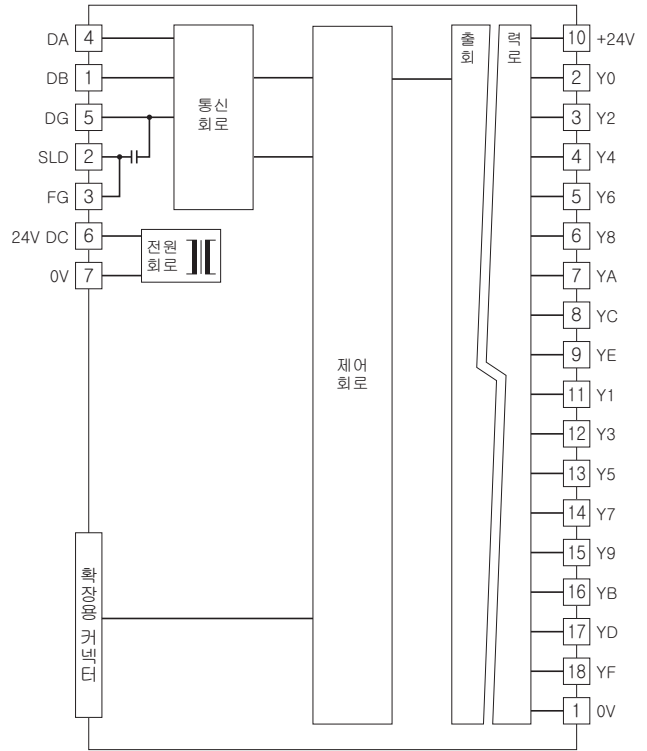 DA 4
DB 1
DG 5
SLD 2
FG 3
24V DC 6
0V 7
통신
회로
전원
회로
제어
회로
확장용 커넥터
출회
력로
10 +24V
2 Y0
3 Y2
4 Y4
5 Y6
6 Y8
7 YA
8 YC
9 YE
11 Y1
12 Y3
13 Y5
14 Y7
15 Y9
16 YB
17 YD
18 YF
1 0V